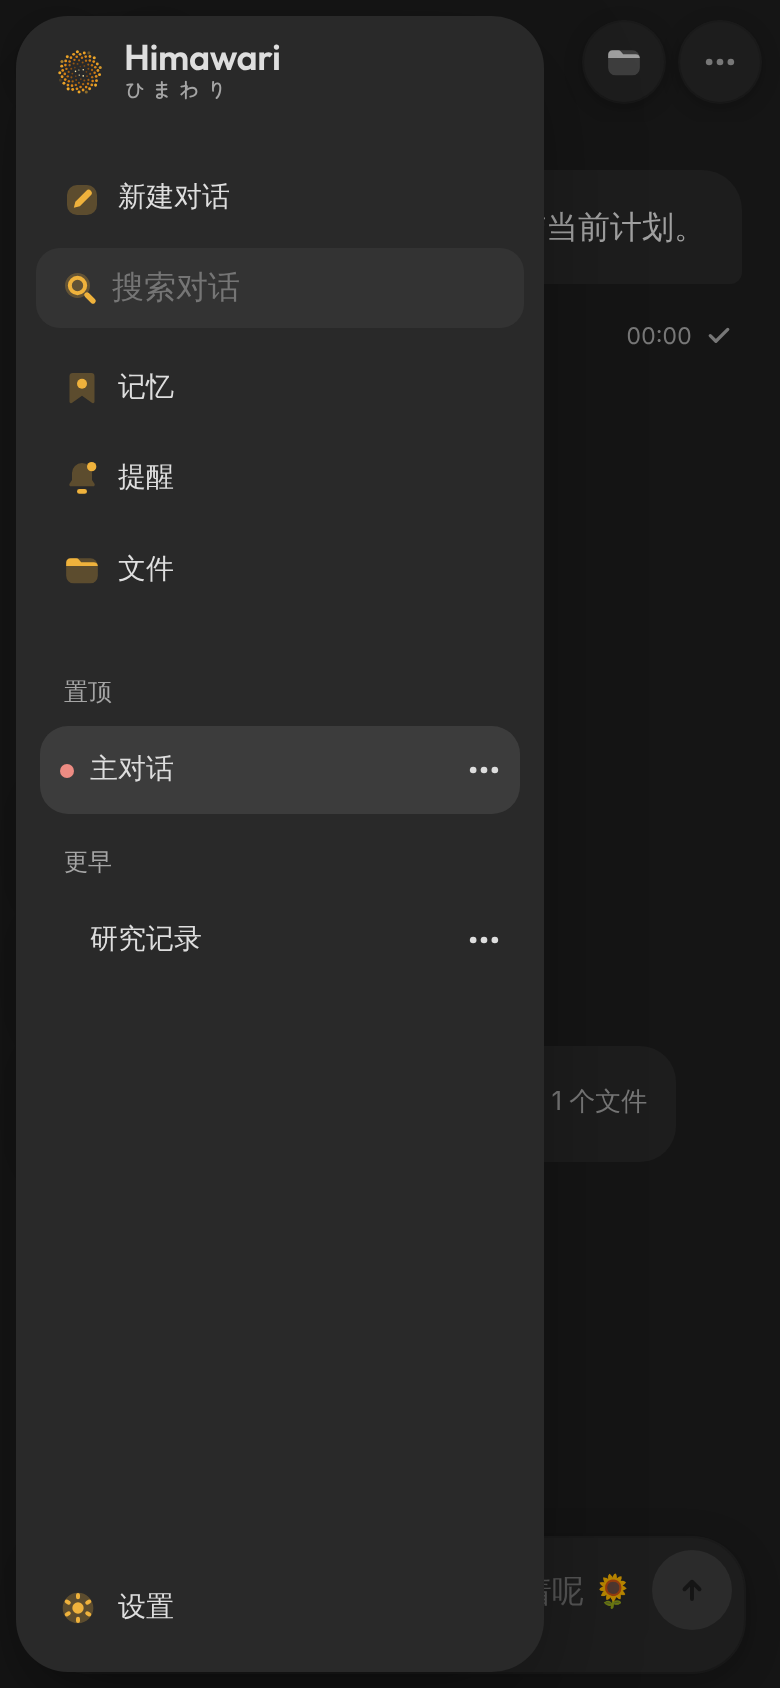 Himawari
ひまわり
新建对话
当前计划。
搜索对话
00:00
记忆
提醒
文件
置顶
主对话
更早
研究记录
1 个文件
呢 🌻
设置